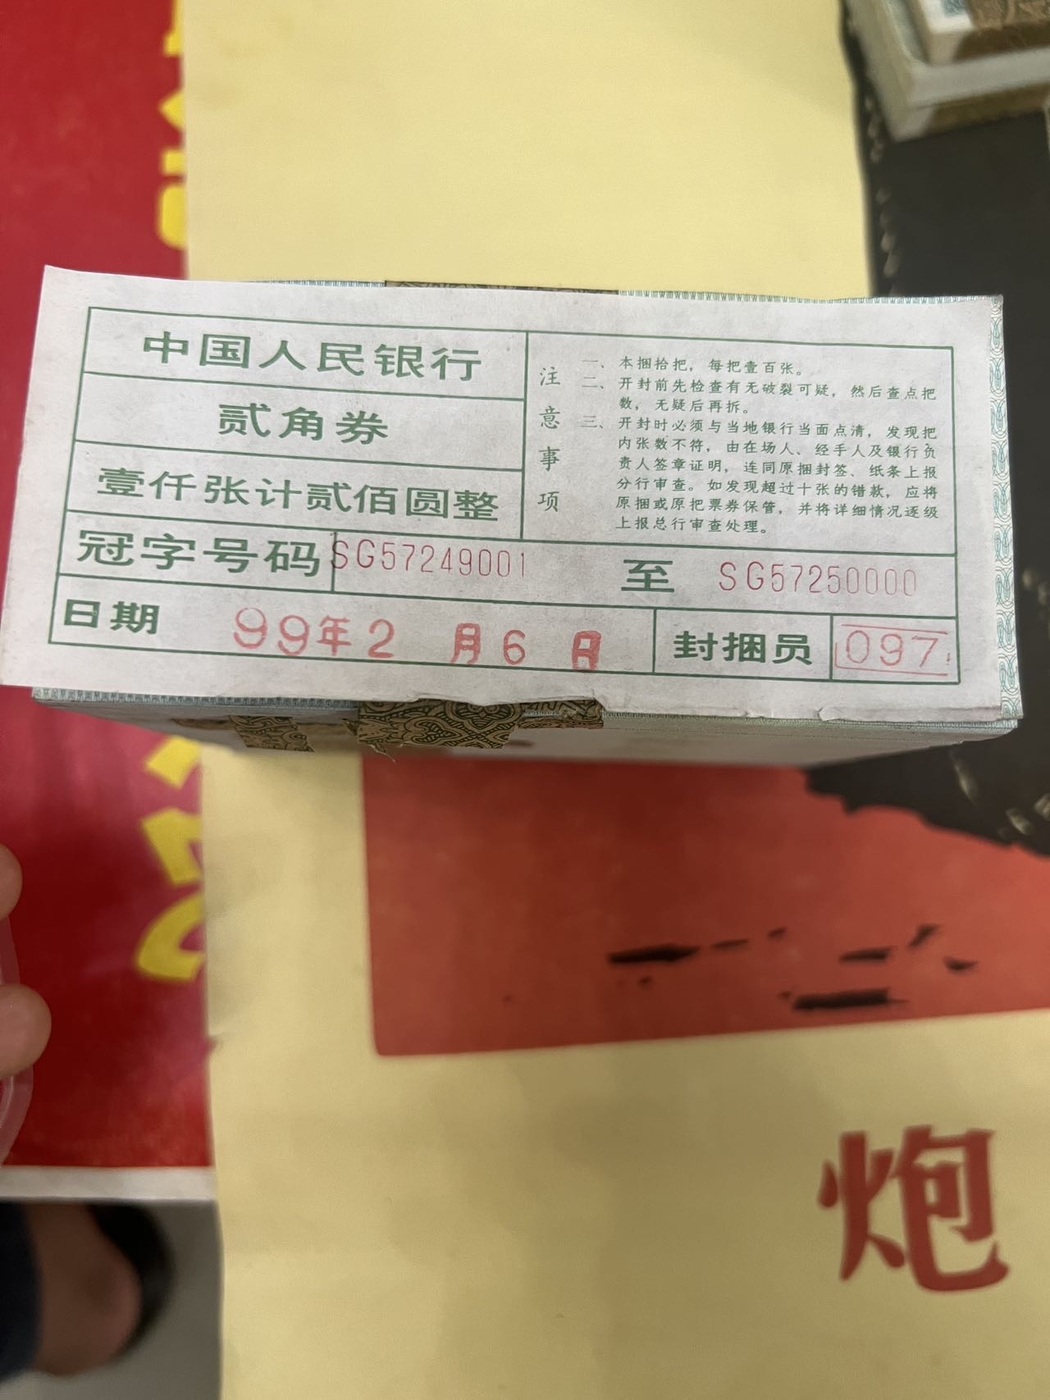 中国人民银行
贰角券
壹仟张计贰佰圆整
注意事项
一、本捆拾把，每把壹百张。
二、开封前先检查有无破裂可疑，然后查点把
数，无疑后再拆。
三、开封时必须与当地银行当面点清，发现把
内张数不符，由在场人、经手人及银行负
责人签章证明，连同原捆封签、纸条上报
分行审查。如发现超过十张的错款，应将
原捆或原把票券保管，并将详细情况逐级
上报总行审查处理。
冠字号码 SG57249001 至 SG57250000
日期 99年2月6日 封捆员 097
炮